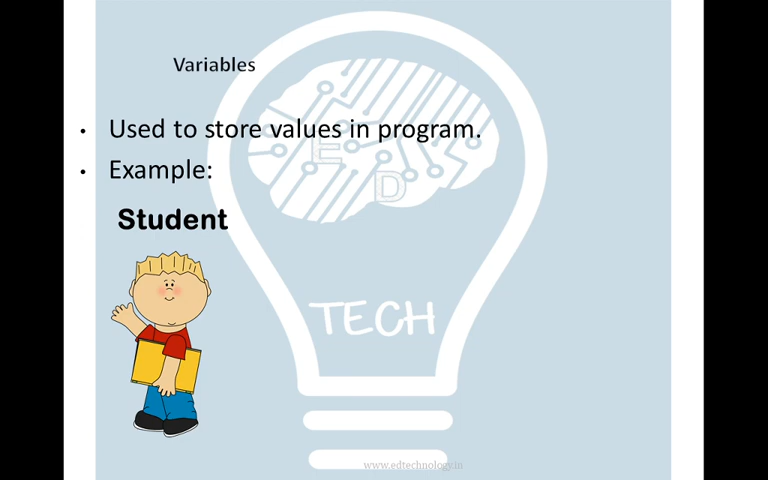 Variables
• Used to store values in program.
• Example:
Student
E
D
TECH
www.edtechnology.in